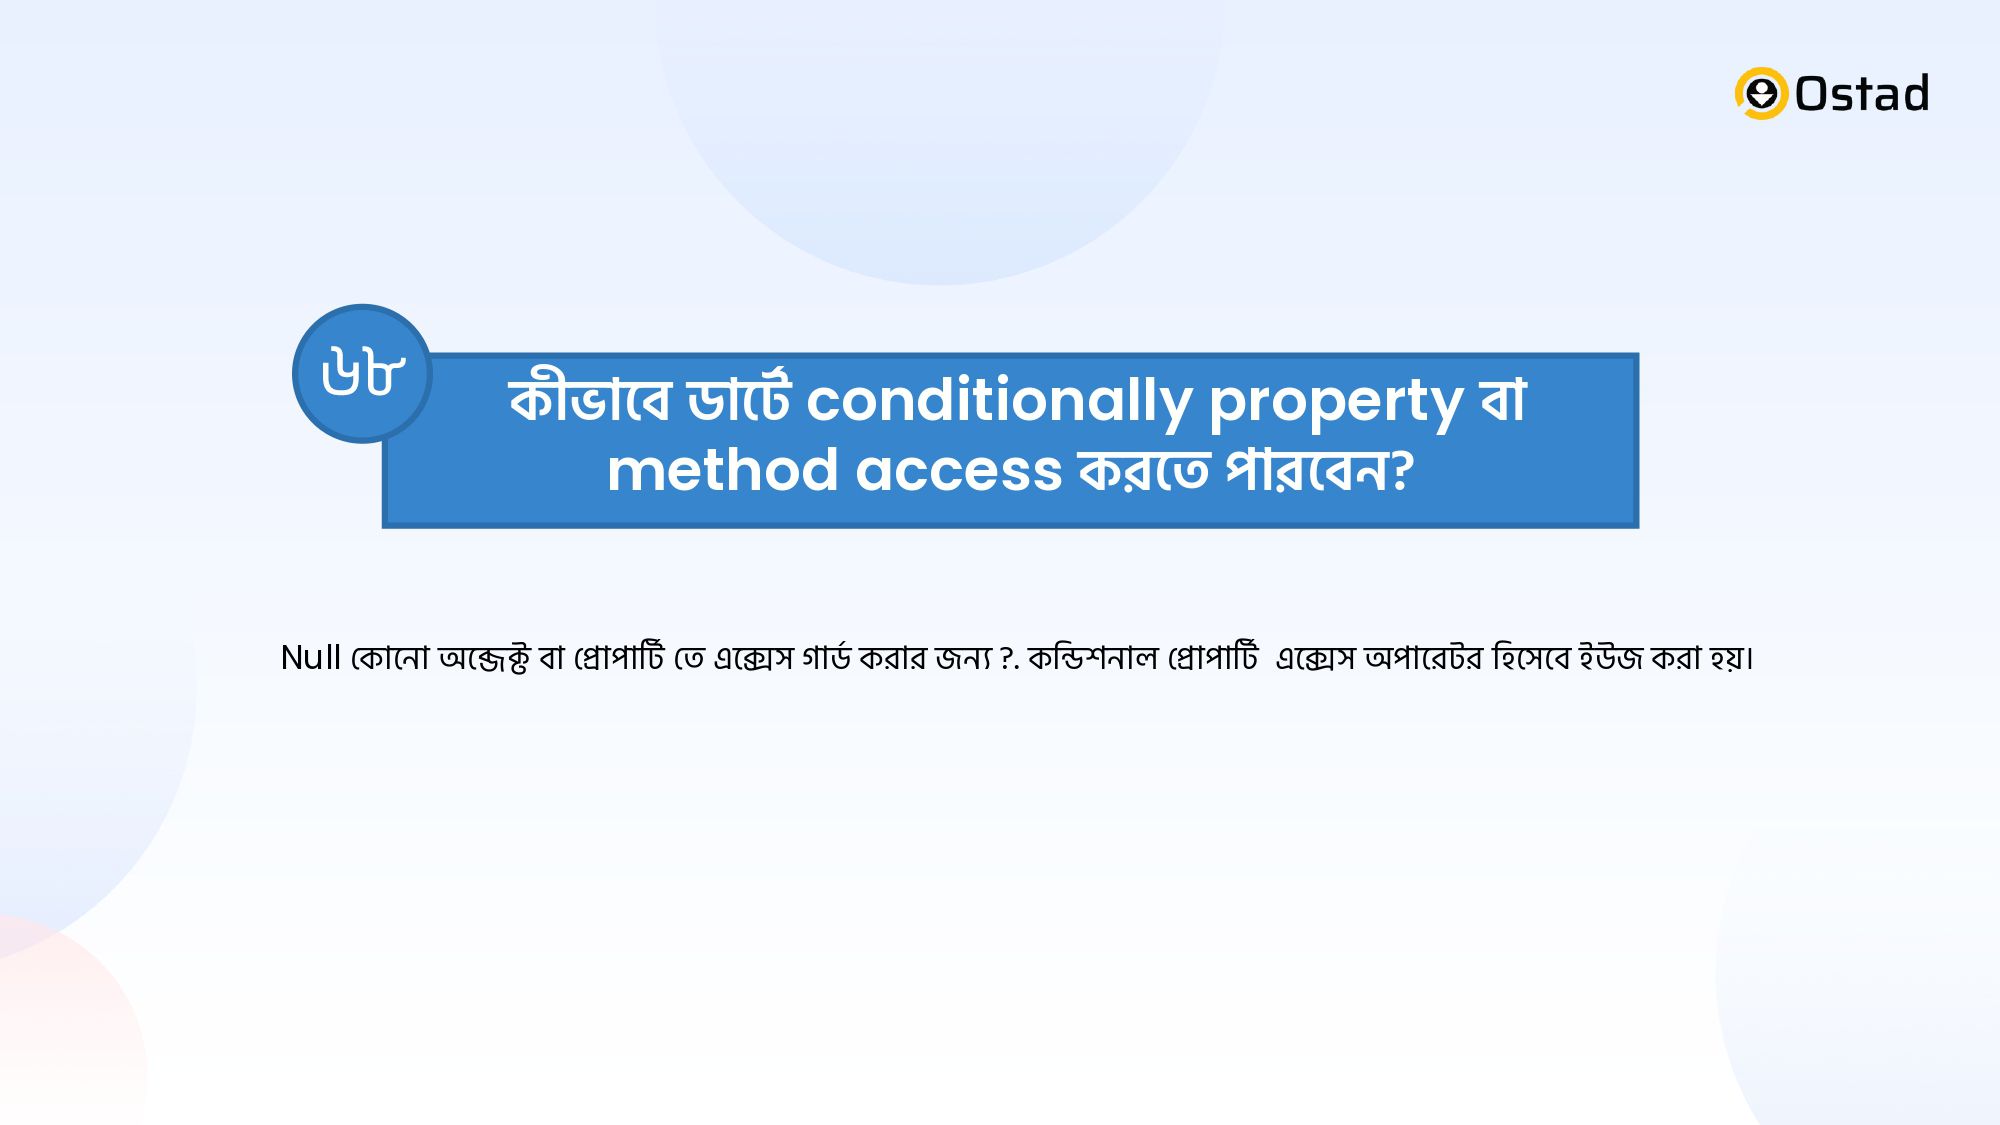 Ostad
৬৮
কীভাবে ডার্টে conditionally property বা
method access করতে পারবেন?
Null কোনো অব্জেক্ট বা প্রোপার্টি তে এক্সেস গার্ড করার জন্য ?. কন্ডিশনাল প্রোপার্টি  এক্সেস অপারেটর হিসেবে ইউজ করা হয়।